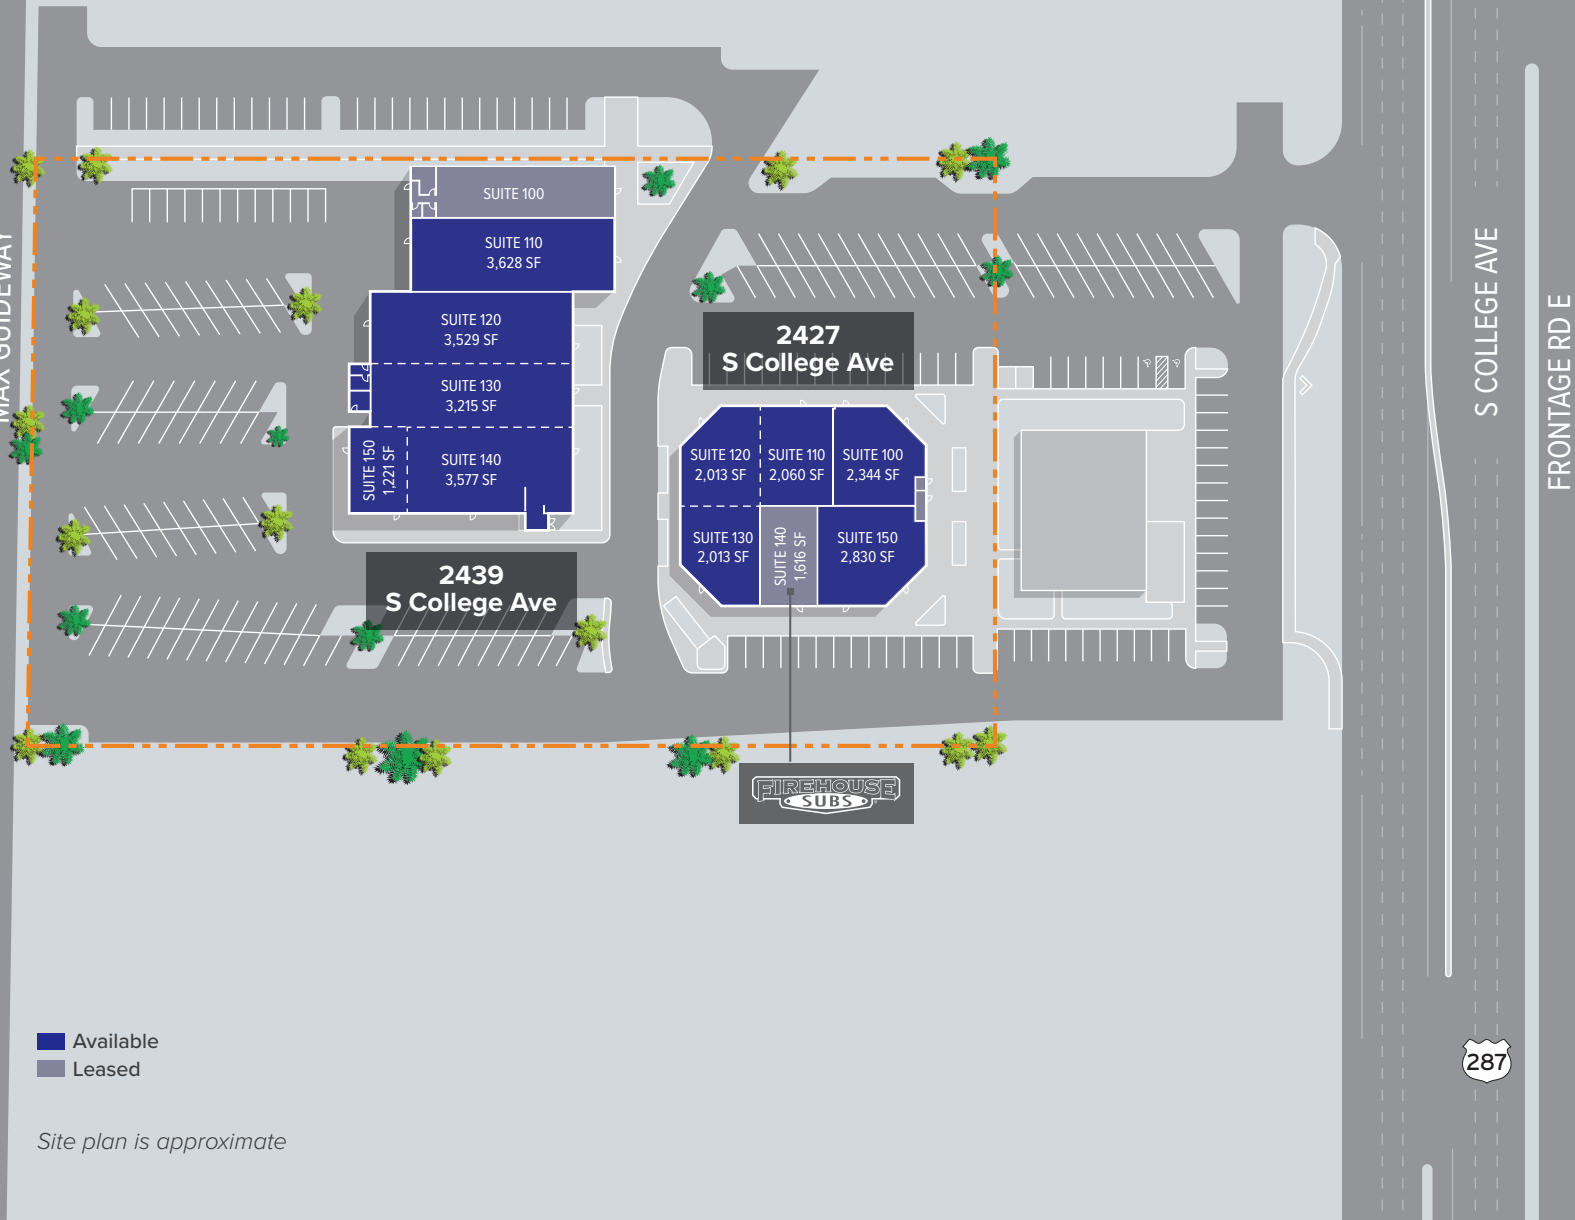 SUITE 100
SUITE 110
3,628 SF
SUITE 120
3,529 SF
SUITE 130
3,215 SF
SUITE 150
1,221 SF
SUITE 140
3,577 SF
2439
S College Ave
2427
S College Ave
SUITE 120
2,013 SF
SUITE 110
2,060 SF
SUITE 100
2,344 SF
SUITE 130
2,013 SF
SUITE 140
1,616 SF
SUITE 150
2,830 SF
FIREHOUSE
SUBS
MAX GUIDEWAY
S COLLEGE AVE
FRONTAGE RD E
287
Available
Leased
Site plan is approximate